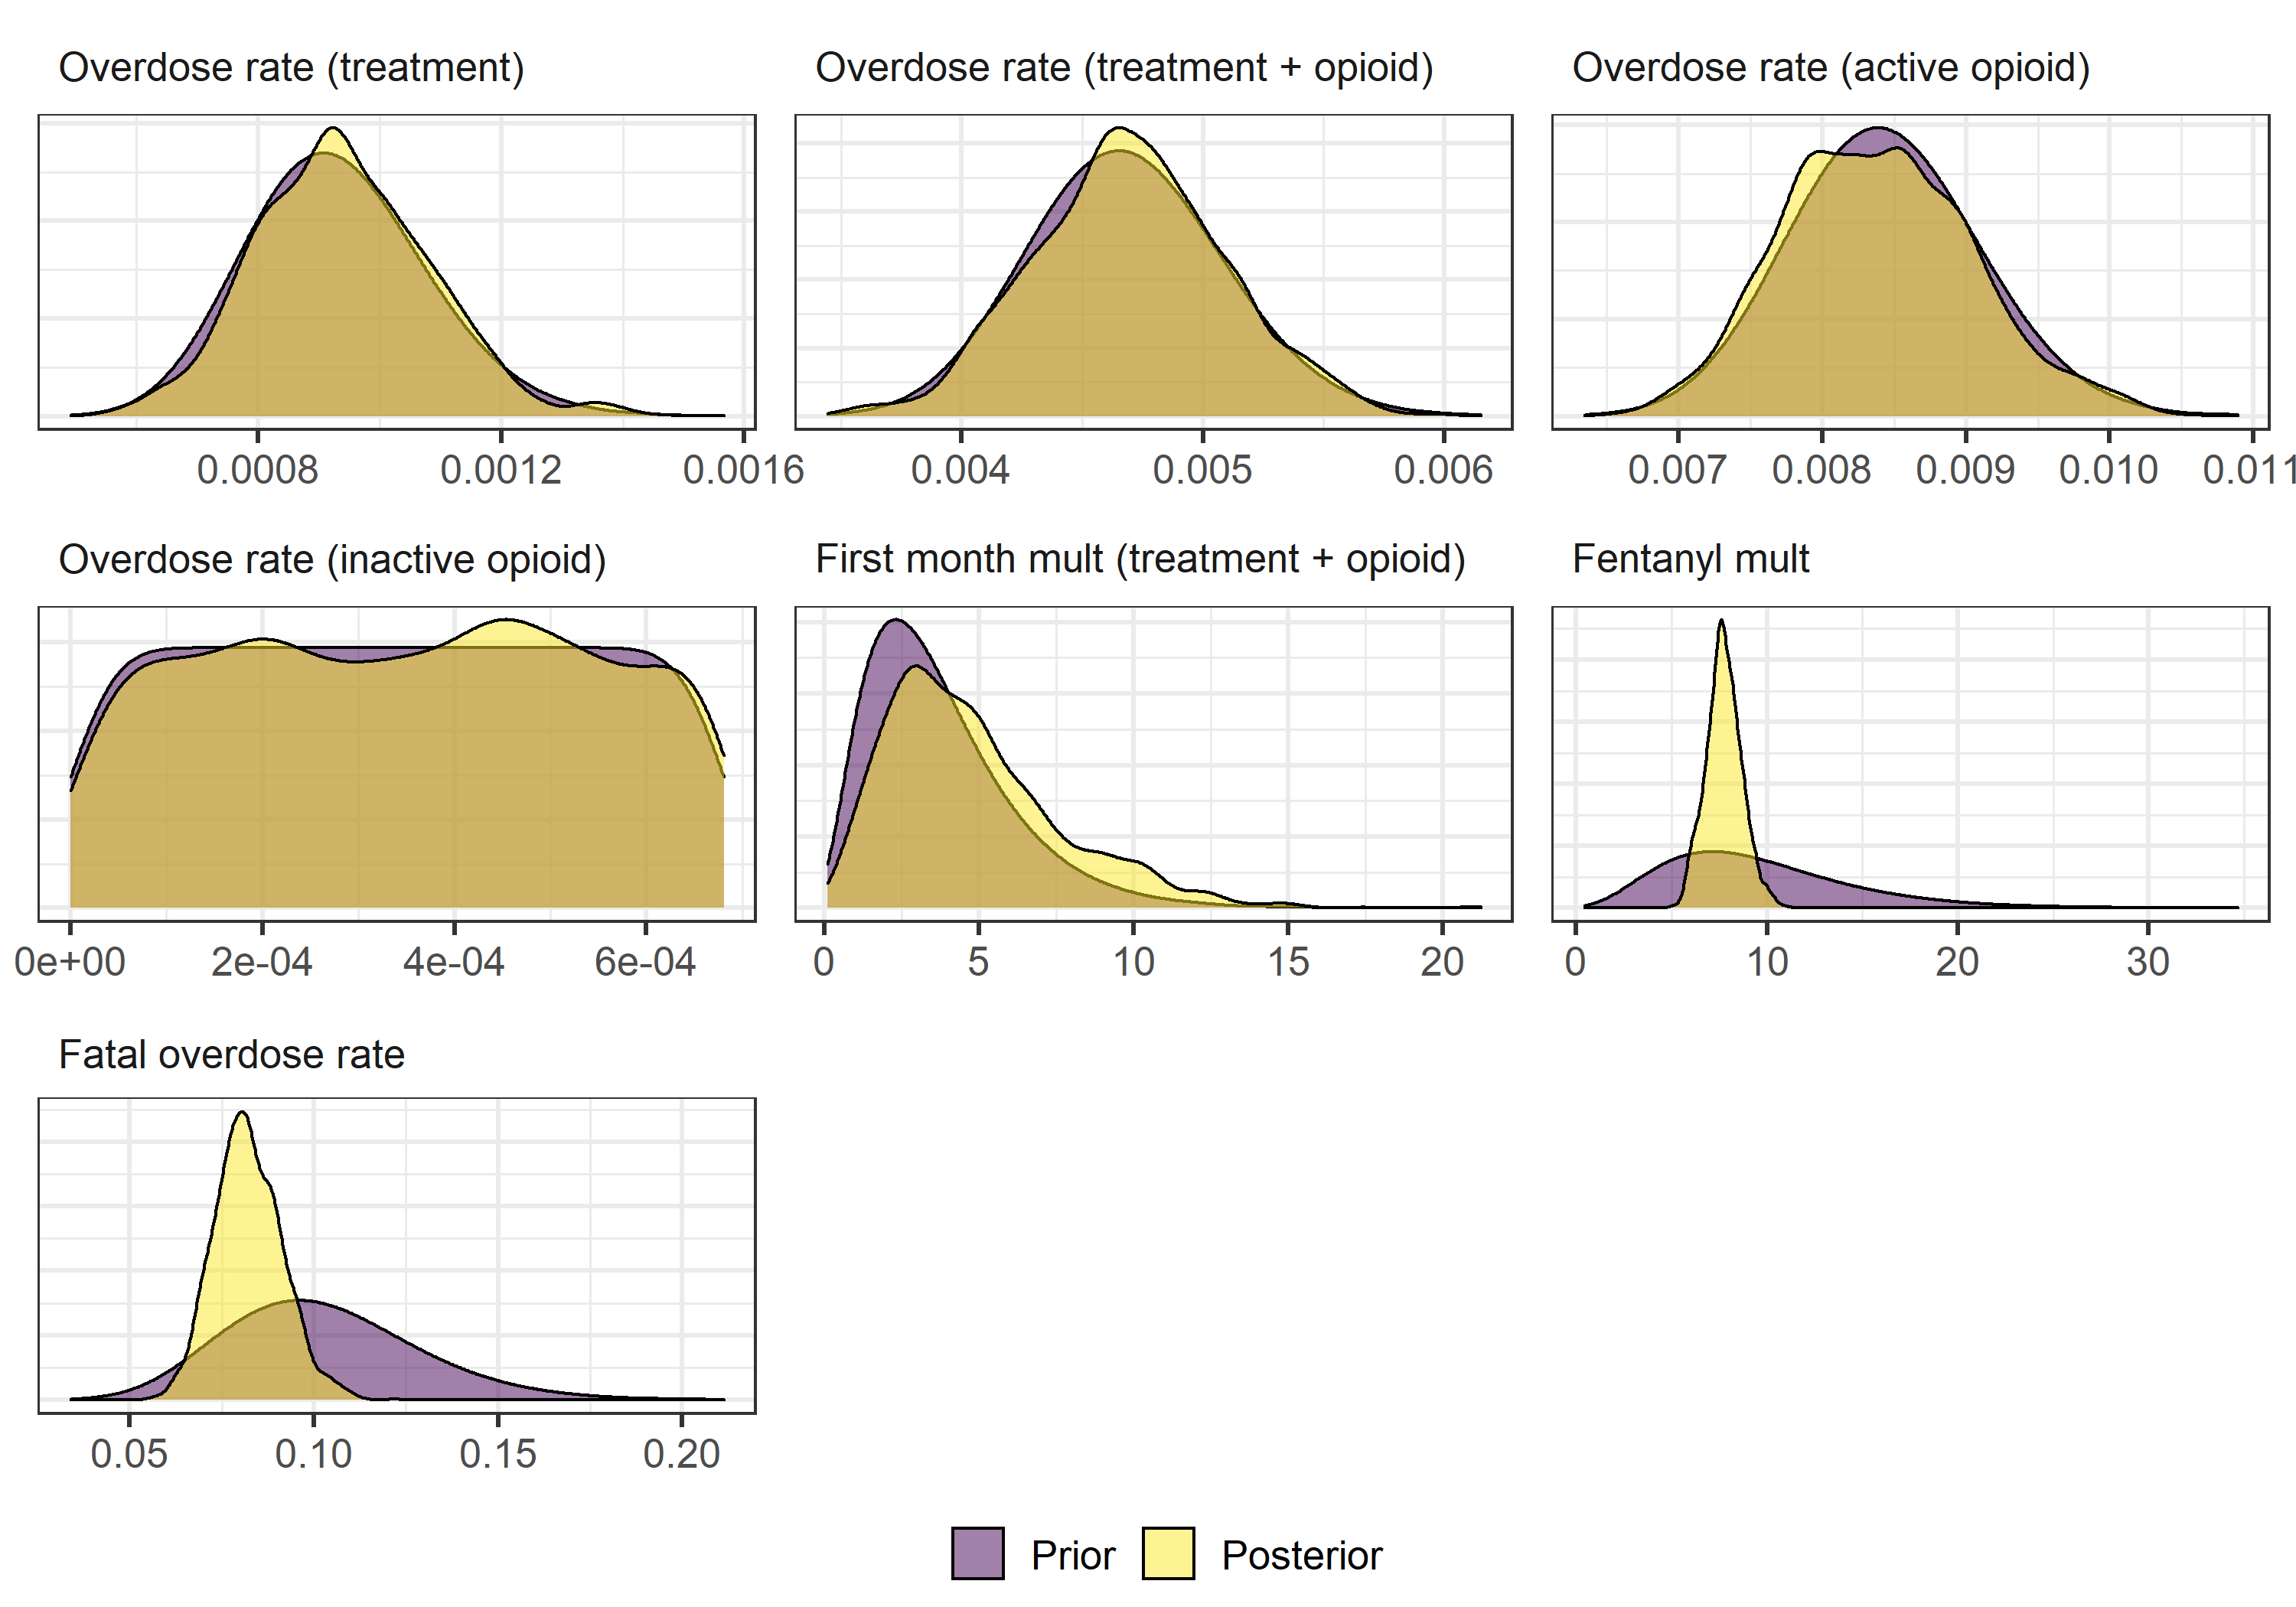 Overdose rate (treatment)
Overdose rate (treatment + opioid)
Overdose rate (active opioid)
0.0008 0.0012 0.0016
0.004 0.005 0.006
0.007 0.008 0.009 0.010 0.011
Overdose rate (inactive opioid)
First month mult (treatment + opioid)
Fentanyl mult
0e+00 2e-04 4e-04 6e-04
0 5 10 15 20
0 10 20 30
Fatal overdose rate
0.05 0.10 0.15 0.20
Prior Posterior